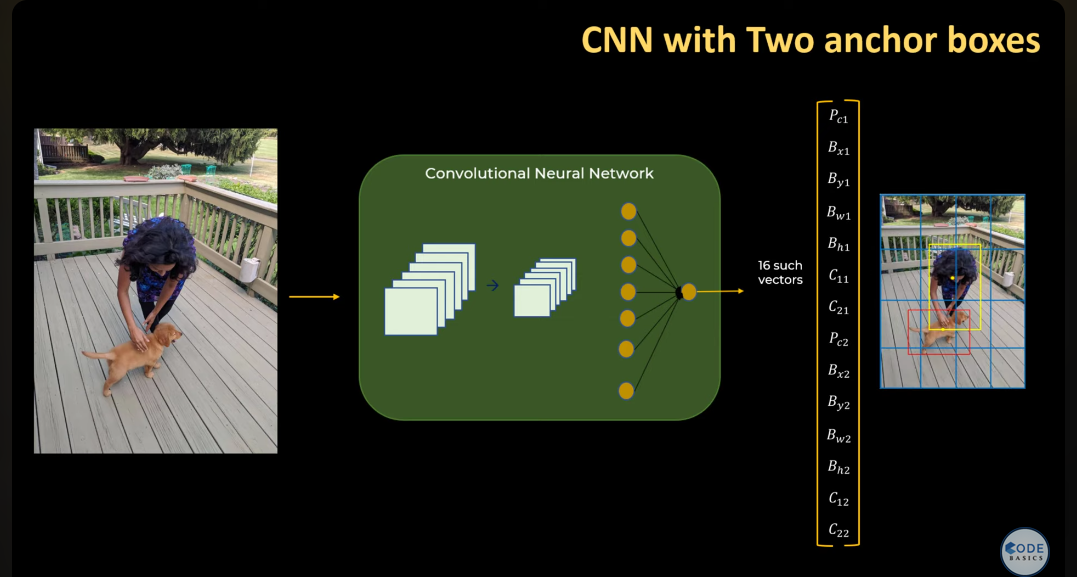 CNN with Two anchor boxes
Convolutional Neural Network
16 such
vectors
P_{c1}
B_{x1}
B_{y1}
B_{w1}
B_{h1}
C_{11}
C_{21}
P_{c2}
B_{x2}
B_{y2}
B_{w2}
B_{h2}
C_{12}
C_{22}
CODE
BASICS